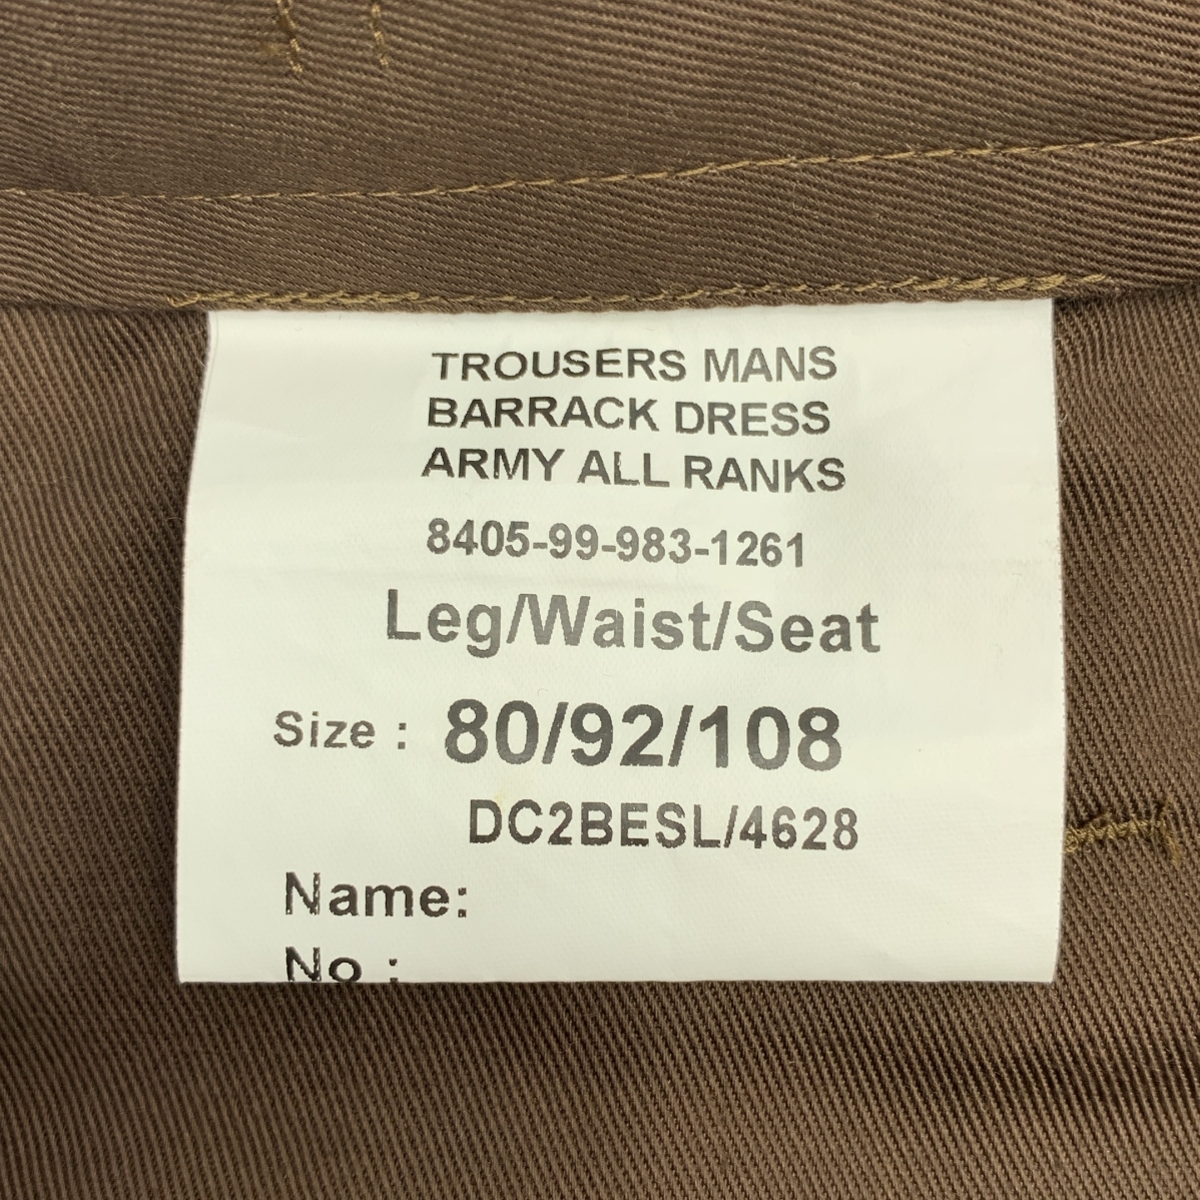 TROUSERS MANS
BARRACK DRESS
ARMY ALL RANKS
8405-99-983-1261
Leg/Waist/Seat
Size : 80/92/108
DC2BESL/4628
Name:
No :